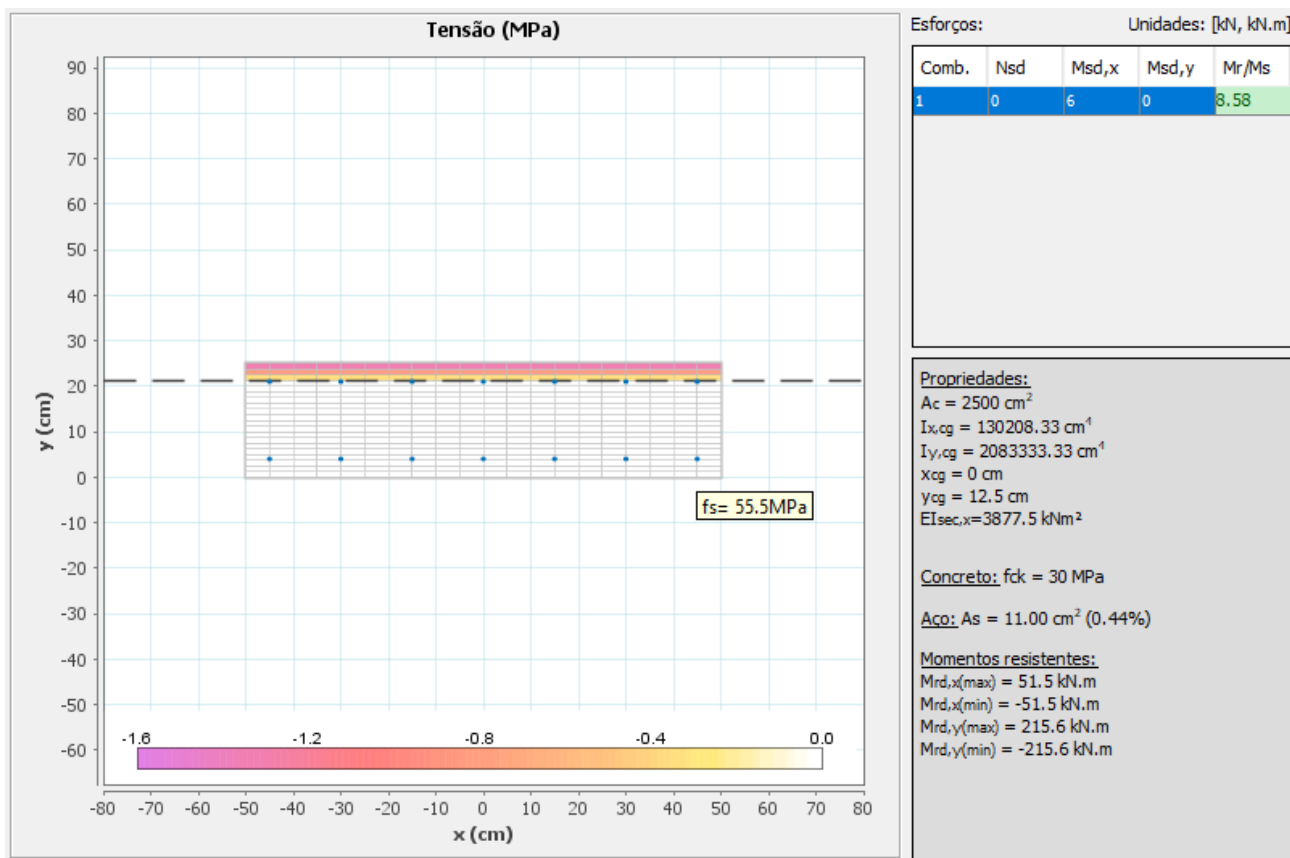 Tensão (MPa)
90
80
70
60
50
40
30
20
10
0
-10
-20
-30
-40
-50
-60
y (cm)
fs= 55.5MPa
-1.6 -1.2 -0.8 -0.4 0.0
-80 -70 -60 -50 -40 -30 -20 -10 0 10 20 30 40 50 60 70 80
x (cm)
Esforços: Unidades: [kN, kN.m]
Comb. Nsd Msd,x Msd,y Mr/Ms
1 0 6 0 8.58
Propriedades:
Ac = 2500 cm²
Ix,cg = 130208.33 cm⁴
Iy,cg = 2083333.33 cm⁴
xcg = 0 cm
ycg = 12.5 cm
EIsec,x=3877.5 kNm²
Concreto: fck = 30 MPa
Aço: As = 11.00 cm² (0.44%)
Momentos resistentes:
Mrd,x(max) = 51.5 kN.m
Mrd,x(min) = -51.5 kN.m
Mrd,y(max) = 215.6 kN.m
Mrd,y(min) = -215.6 kN.m